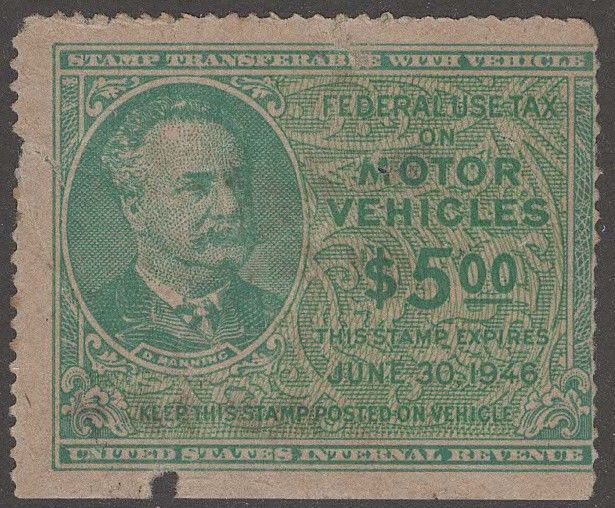 STAMP TRANSFERABLE WITH VEHICLE
FEDERAL USE TAX
ON
MOTOR
VEHICLES
$5.00
THIS STAMP EXPIRES
JUNE 30, 1946
D. MANNING
KEEP THIS STAMP POSTED ON VEHICLE
UNITED STATES INTERNAL REVENUE